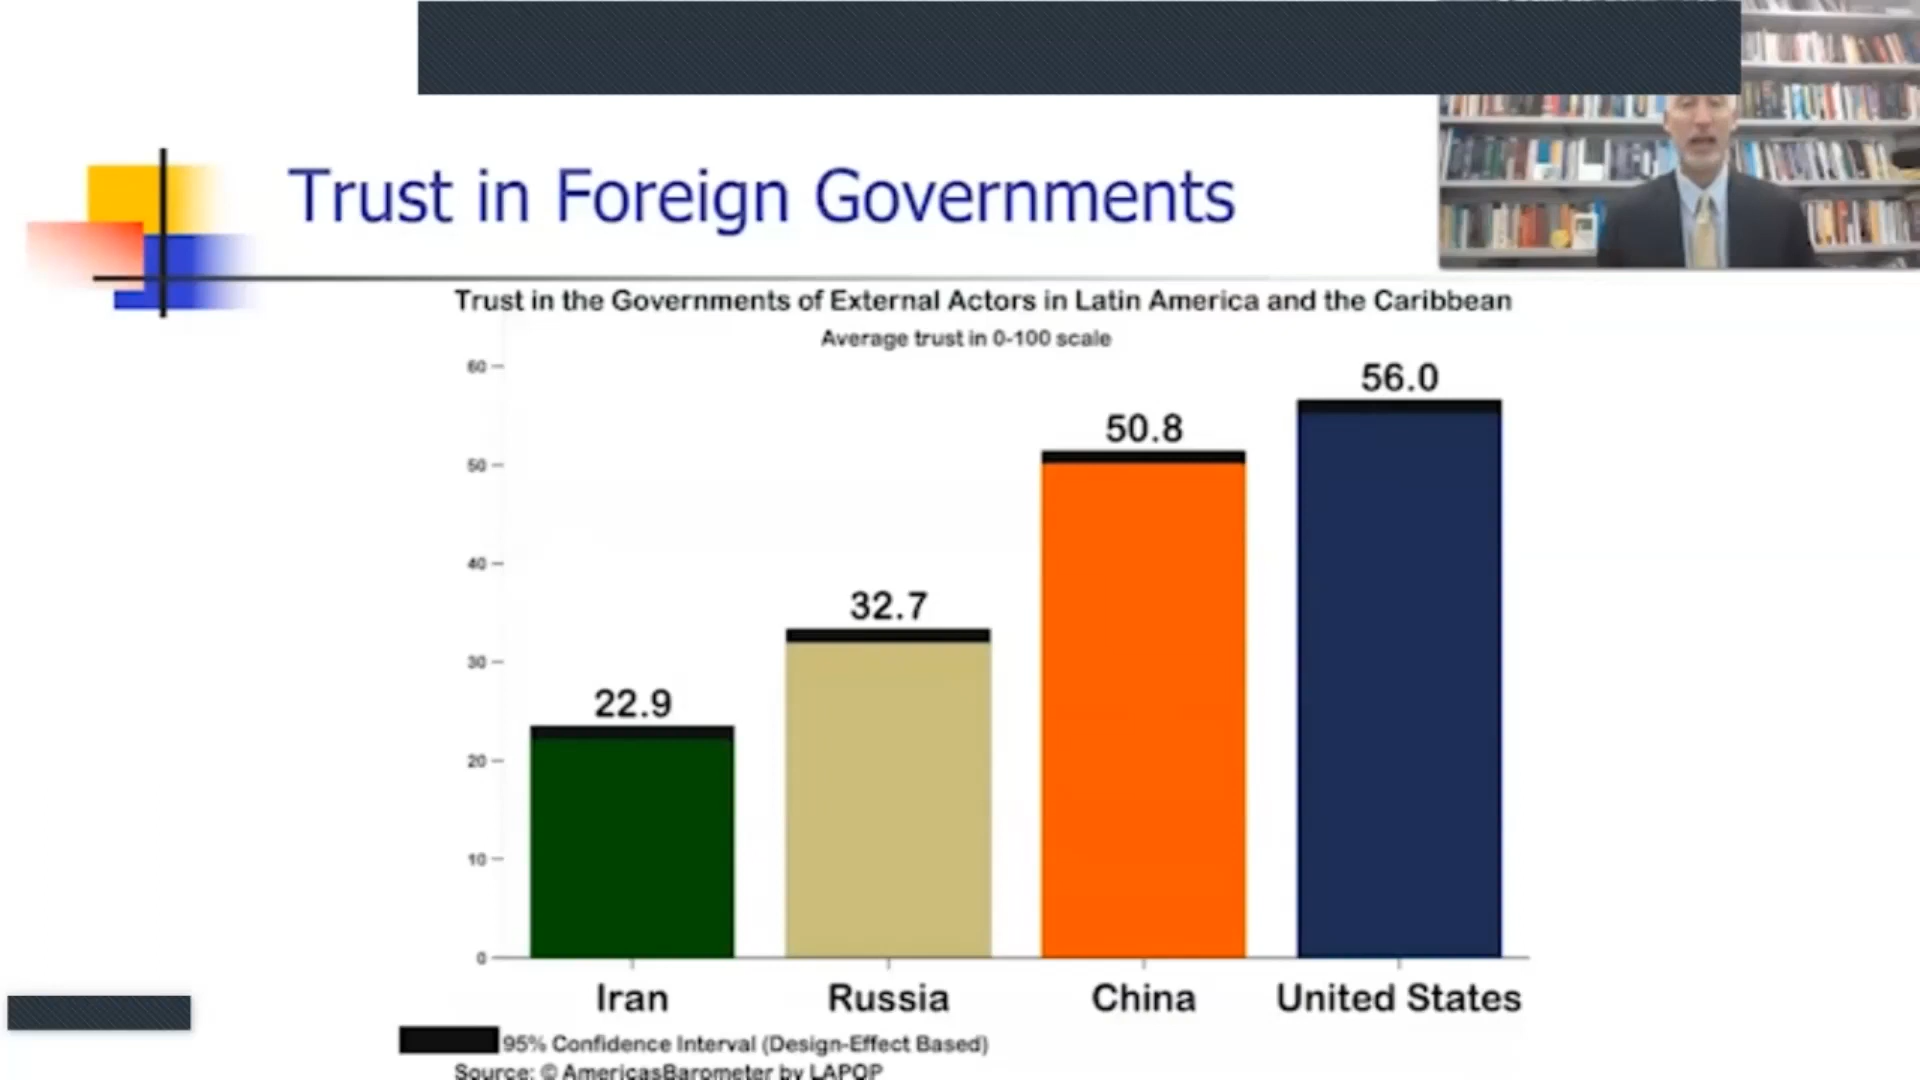 Trust in Foreign Governments
Trust in the Governments of External Actors in Latin America and the Caribbean
Average trust in 0-100 scale
60
50
40
30
20
10
0
22.9
32.7
50.8
56.0
Iran
Russia
China
United States
95% Confidence Interval (Design-Effect Based)
Source: © AmericasBarometer by LAPOP